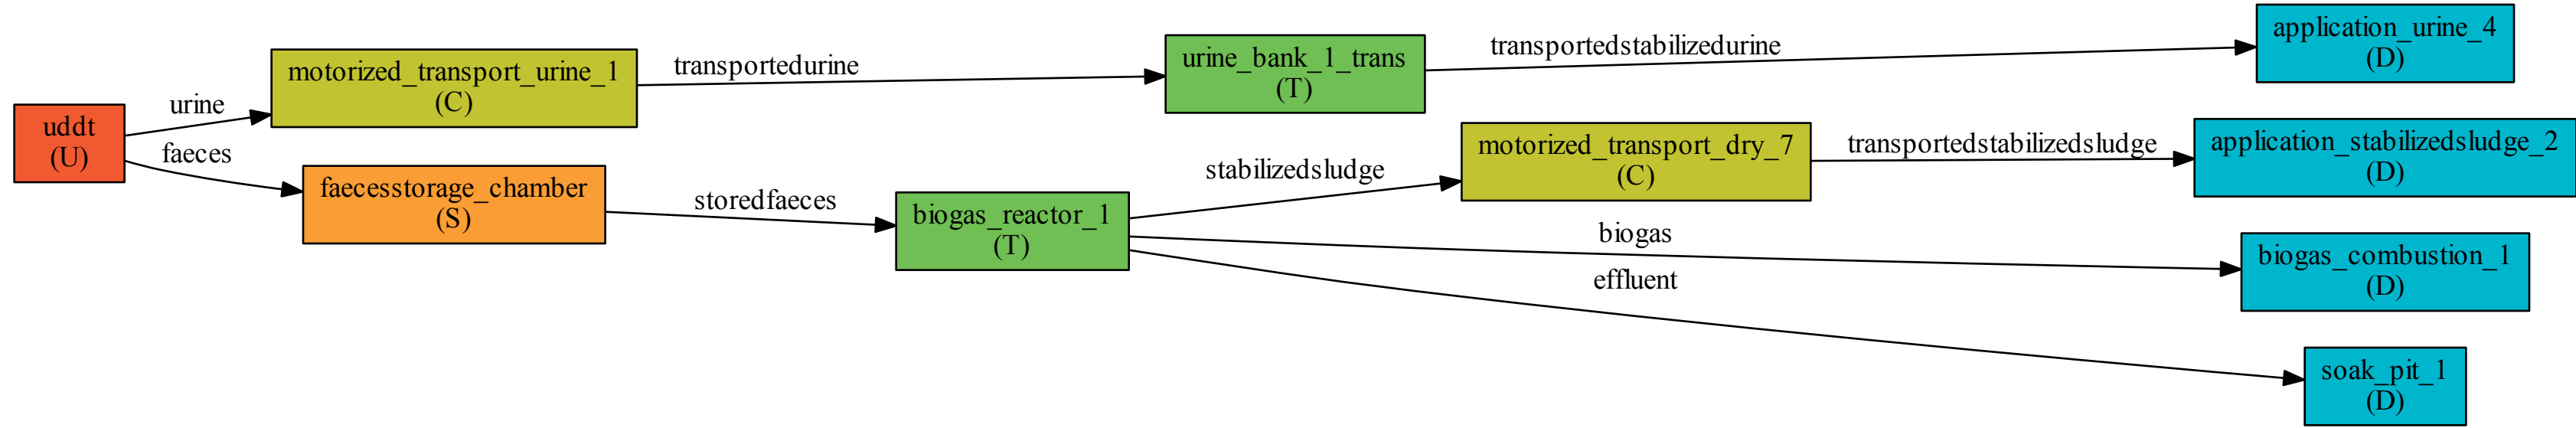 uddt
(U)
urine
faeces
motorized_transport_urine_1
(C)
faecesstorage_chamber
(S)
transportedurine
storedfaeces
urine_bank_1_trans
(T)
biogas_reactor_1
(T)
transportedstabilizedurine
stabilizedsludge
biogas
effluent
motorized_transport_dry_7
(C)
transportedstabilizedsludge
application_urine_4
(D)
application_stabilizedsludge_2
(D)
biogas_combustion_1
(D)
soak_pit_1
(D)